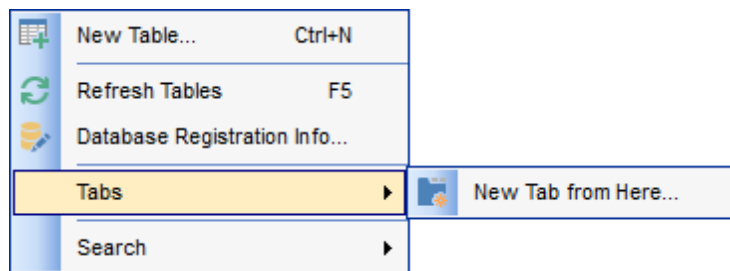 New Table... Ctrl+N
Refresh Tables F5
Database Registration Info...
Tabs New Tab from Here...
Search